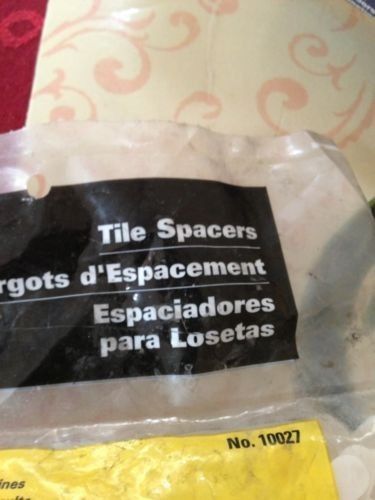 Tile Spacers
rgots d'Espacement
Espaciadores
para Losetas
No. 10027
ines